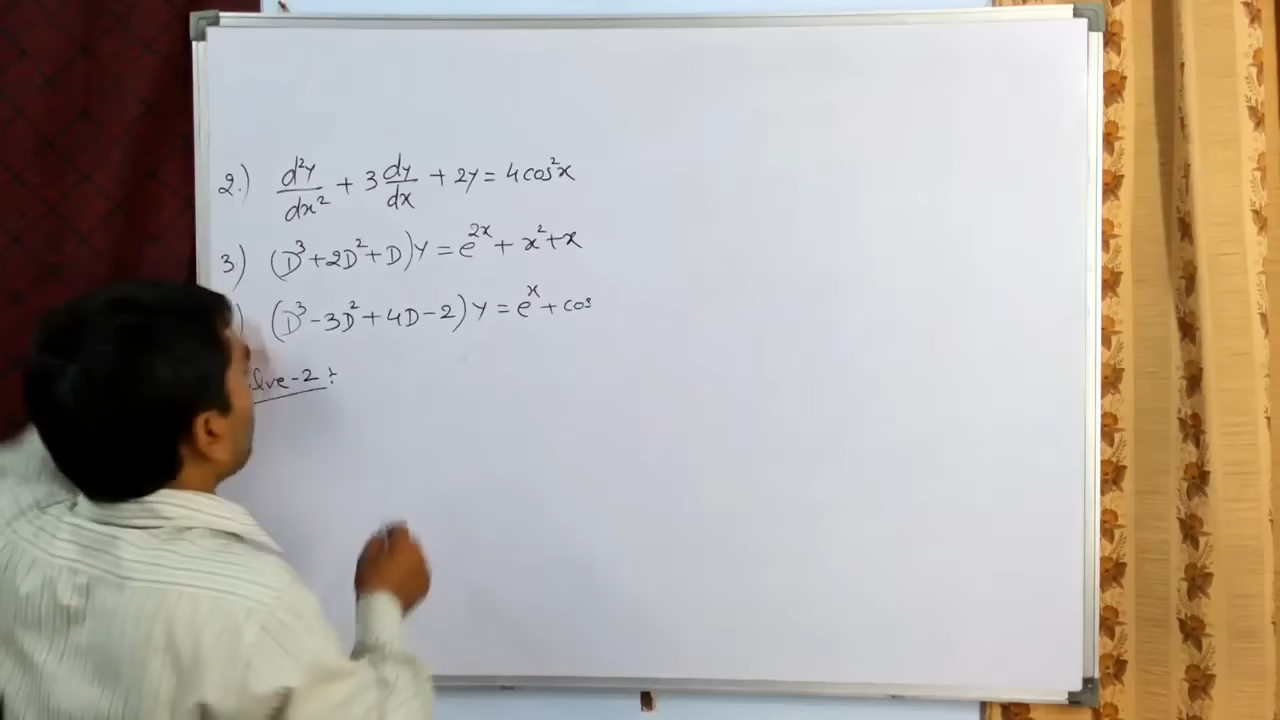 2.) d²y/dx² + 3 dy/dx + 2y = 4cos²x
3) (D³+2D²+D)y = e^{2x} + x²+x
) (D³-3D²+4D-2)y = e^x + cos
lve-2 :